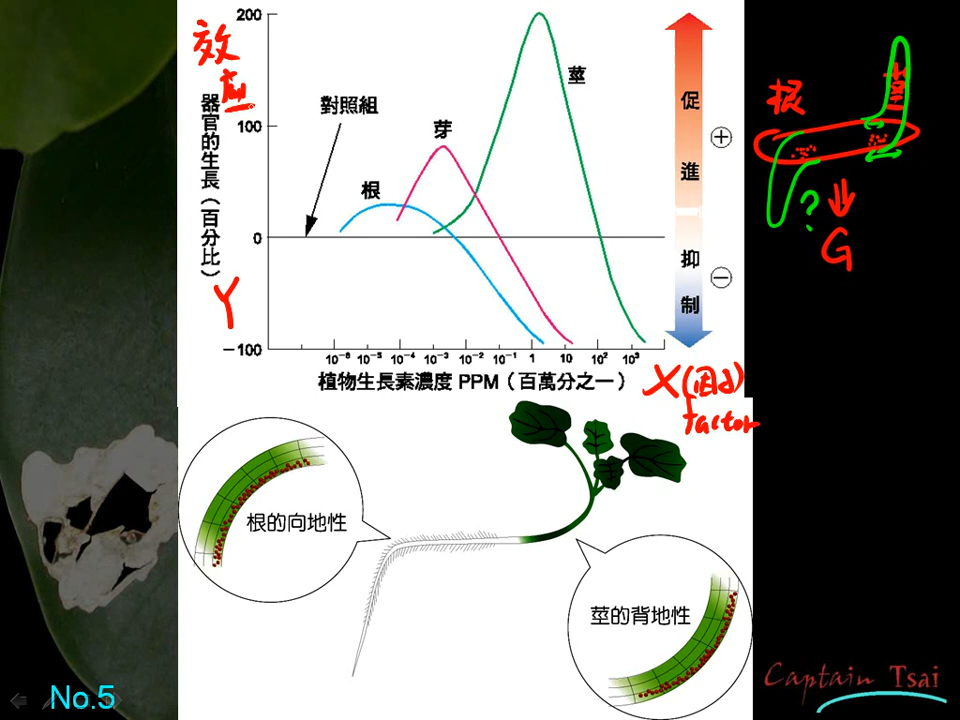 效
应
Y
器官的生長（百分比）
200
100
0
－100
對照組
根
芽
莖
促進
抑制
＋
－
10⁻⁶ 10⁻⁵ 10⁻⁴ 10⁻³ 10⁻² 10⁻¹ 1 10 10² 10³
植物生長素濃度 PPM（百萬分之一）
X(因子)
factor
根
莖
?
G
根的向地性
莖的背地性
No.5
Captain Tsai